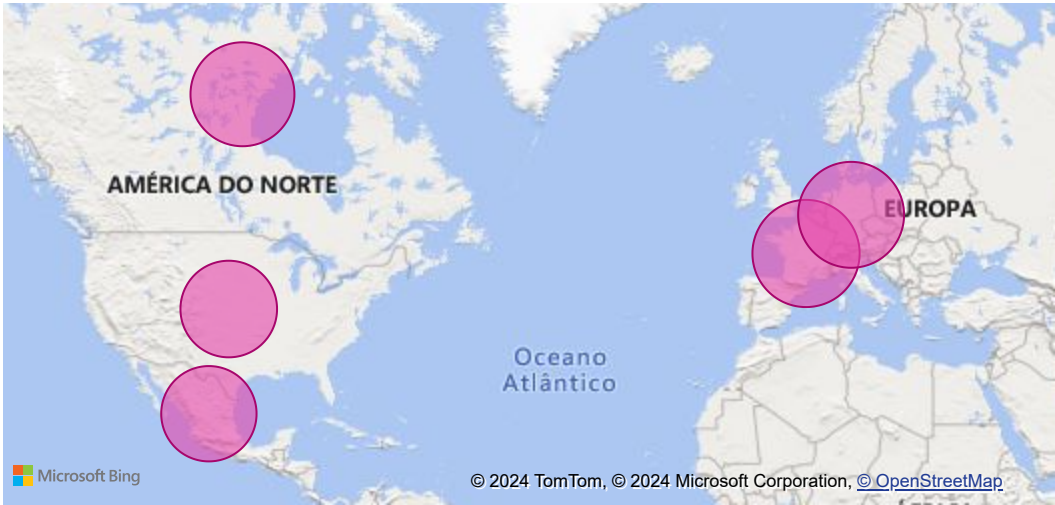 AMÉRICA DO NORTE
EUROPA
Oceano
Atlântico
Microsoft Bing
© 2024 TomTom, © 2024 Microsoft Corporation, © OpenStreetMap